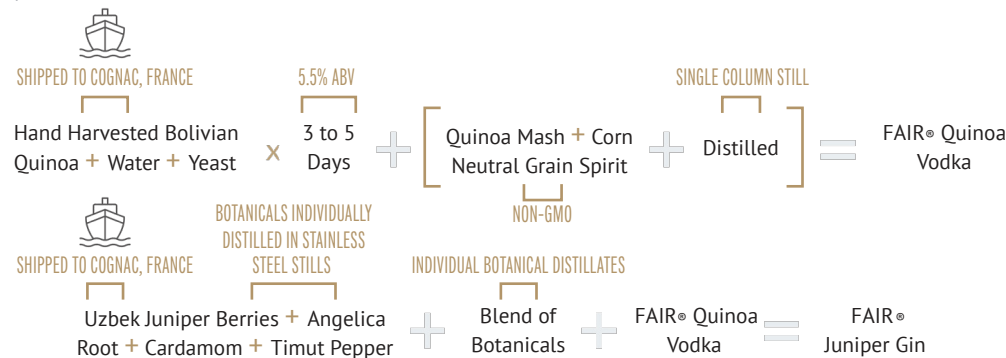 SHIPPED TO COGNAC, FRANCE
5.5% ABV
SINGLE COLUMN STILL
Hand Harvested Bolivian
Quinoa + Water + Yeast
x
3 to 5
Days
+
Quinoa Mash + Corn
Neutral Grain Spirit
+
Distilled
=
FAIR® Quinoa
Vodka
NON-GMO
SHIPPED TO COGNAC, FRANCE
BOTANICALS INDIVIDUALLY
DISTILLED IN STAINLESS
STEEL STILLS
INDIVIDUAL BOTANICAL DISTILLATES
Uzbek Juniper Berries + Angelica
Root + Cardamom + Timut Pepper
+
Blend of
Botanicals
+
FAIR® Quinoa
Vodka
=
FAIR®
Juniper Gin